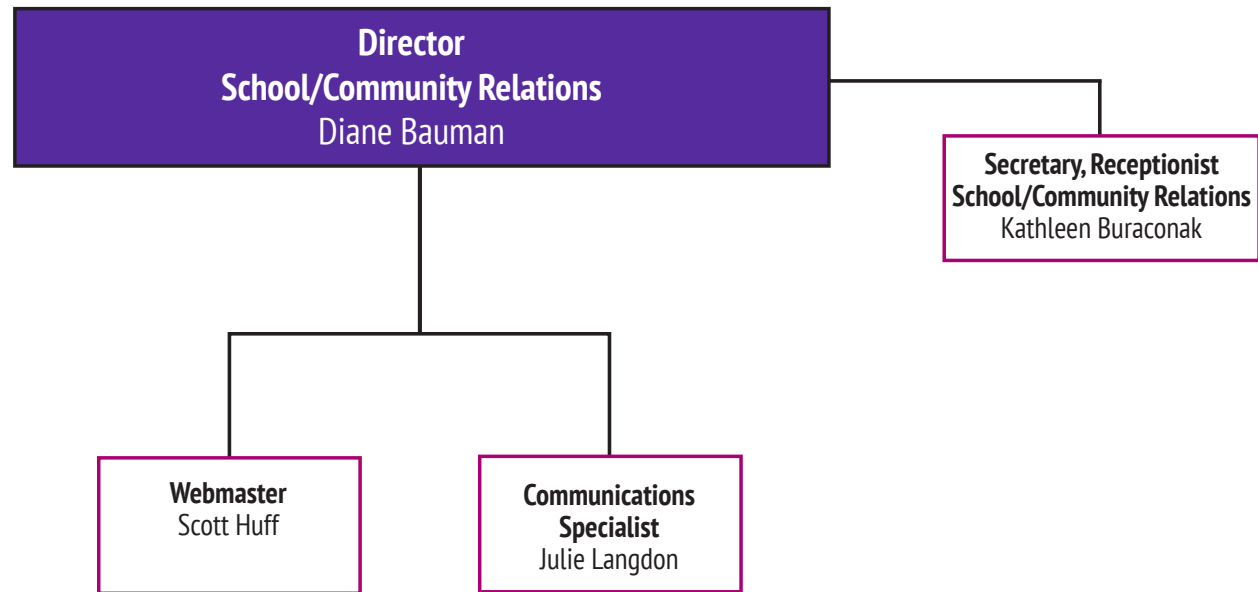 Director
School/Community Relations
Diane Bauman
Secretary, Receptionist
School/Community Relations
Kathleen Buraconak
Webmaster
Scott Huff
Communications
Specialist
Julie Langdon